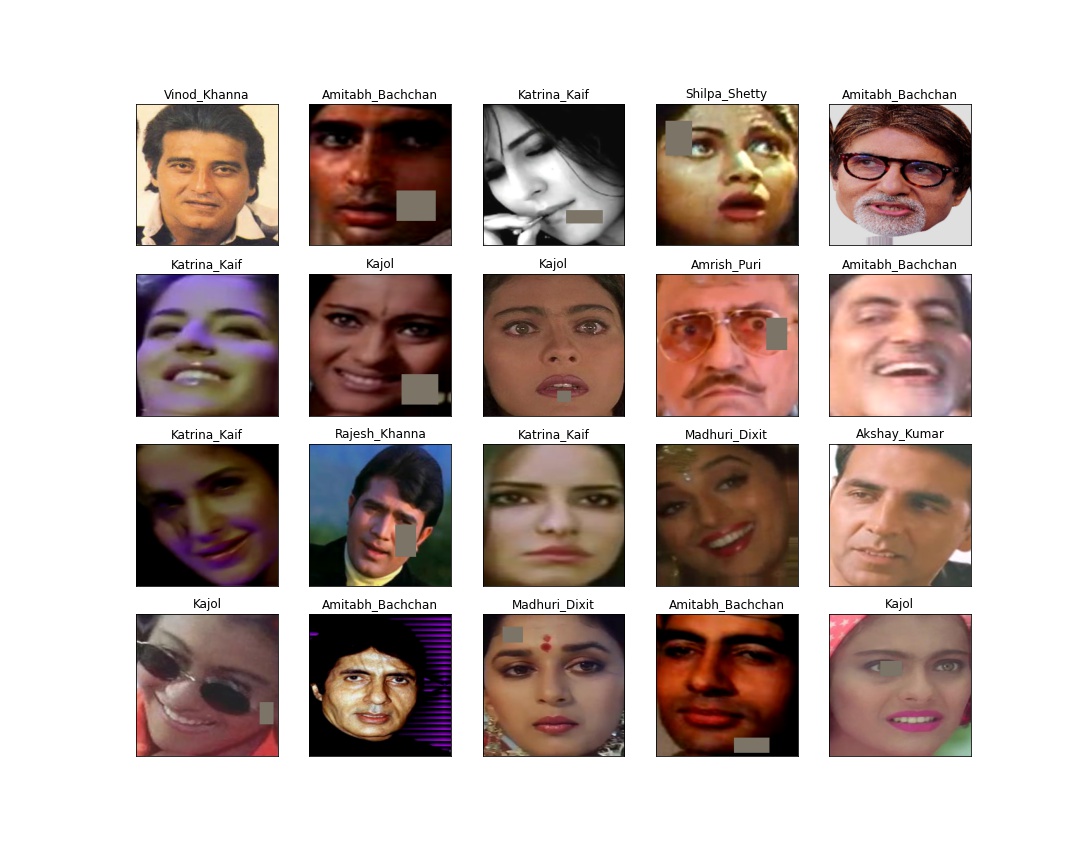 Vinod_Khanna Amitabh_Bachchan Katrina_Kaif Shilpa_Shetty Amitabh_Bachchan
Katrina_Kaif Kajol Kajol Amrish_Puri Amitabh_Bachchan
Katrina_Kaif Rajesh_Khanna Katrina_Kaif Madhuri_Dixit Akshay_Kumar
Kajol Amitabh_Bachchan Madhuri_Dixit Amitabh_Bachchan Kajol